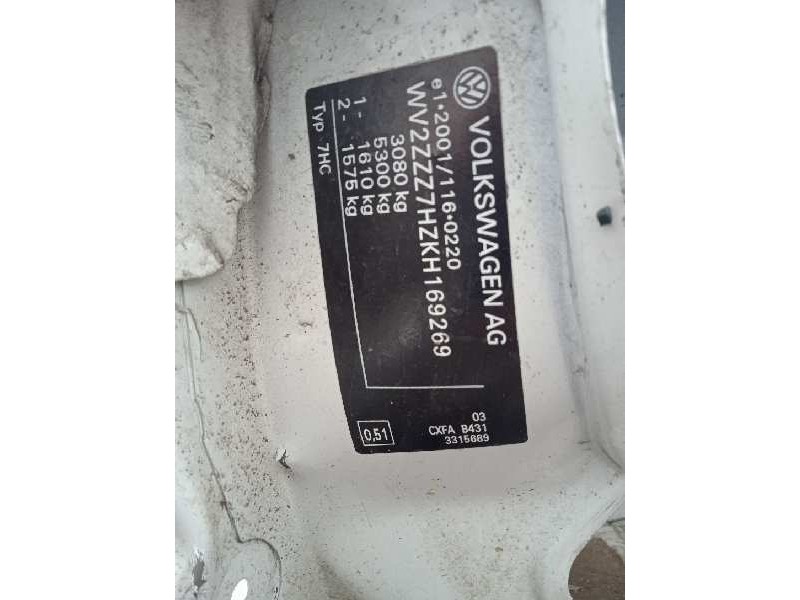 VOLKSWAGEN AG
e1*2001/116*0220
WV2ZZZ7HZKH169269
3080 kg
5300 kg
1 - 1610 kg
2 - 1575 kg
Typ 7HC
0,51
03
CXFA B431
3315689